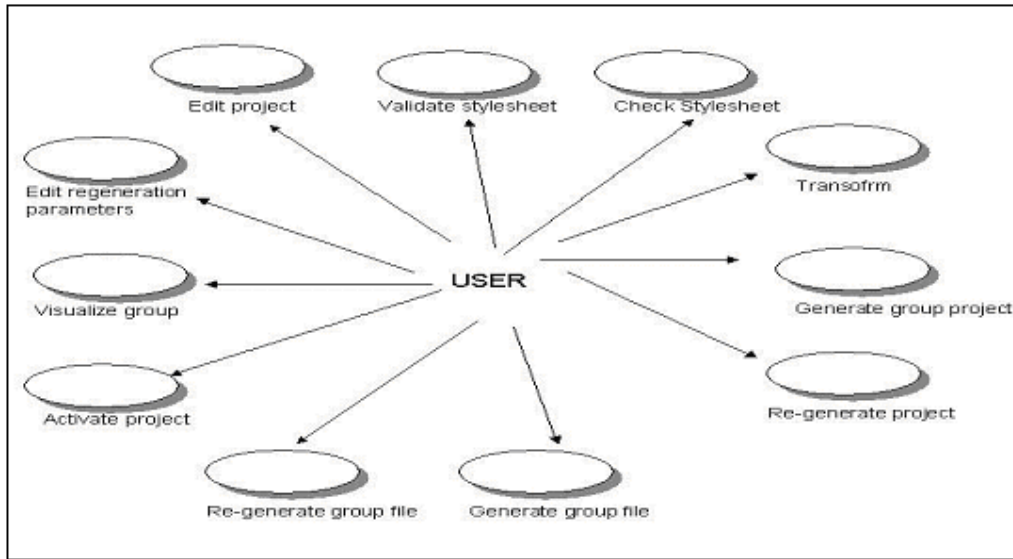 Edit project
Validate stylesheet
Check Stylesheet
Transofrm
Edit regeneration
parameters
USER
Visualize group
Generate group project
Activate project
Re-generate project
Re-generate group file
Generate group file